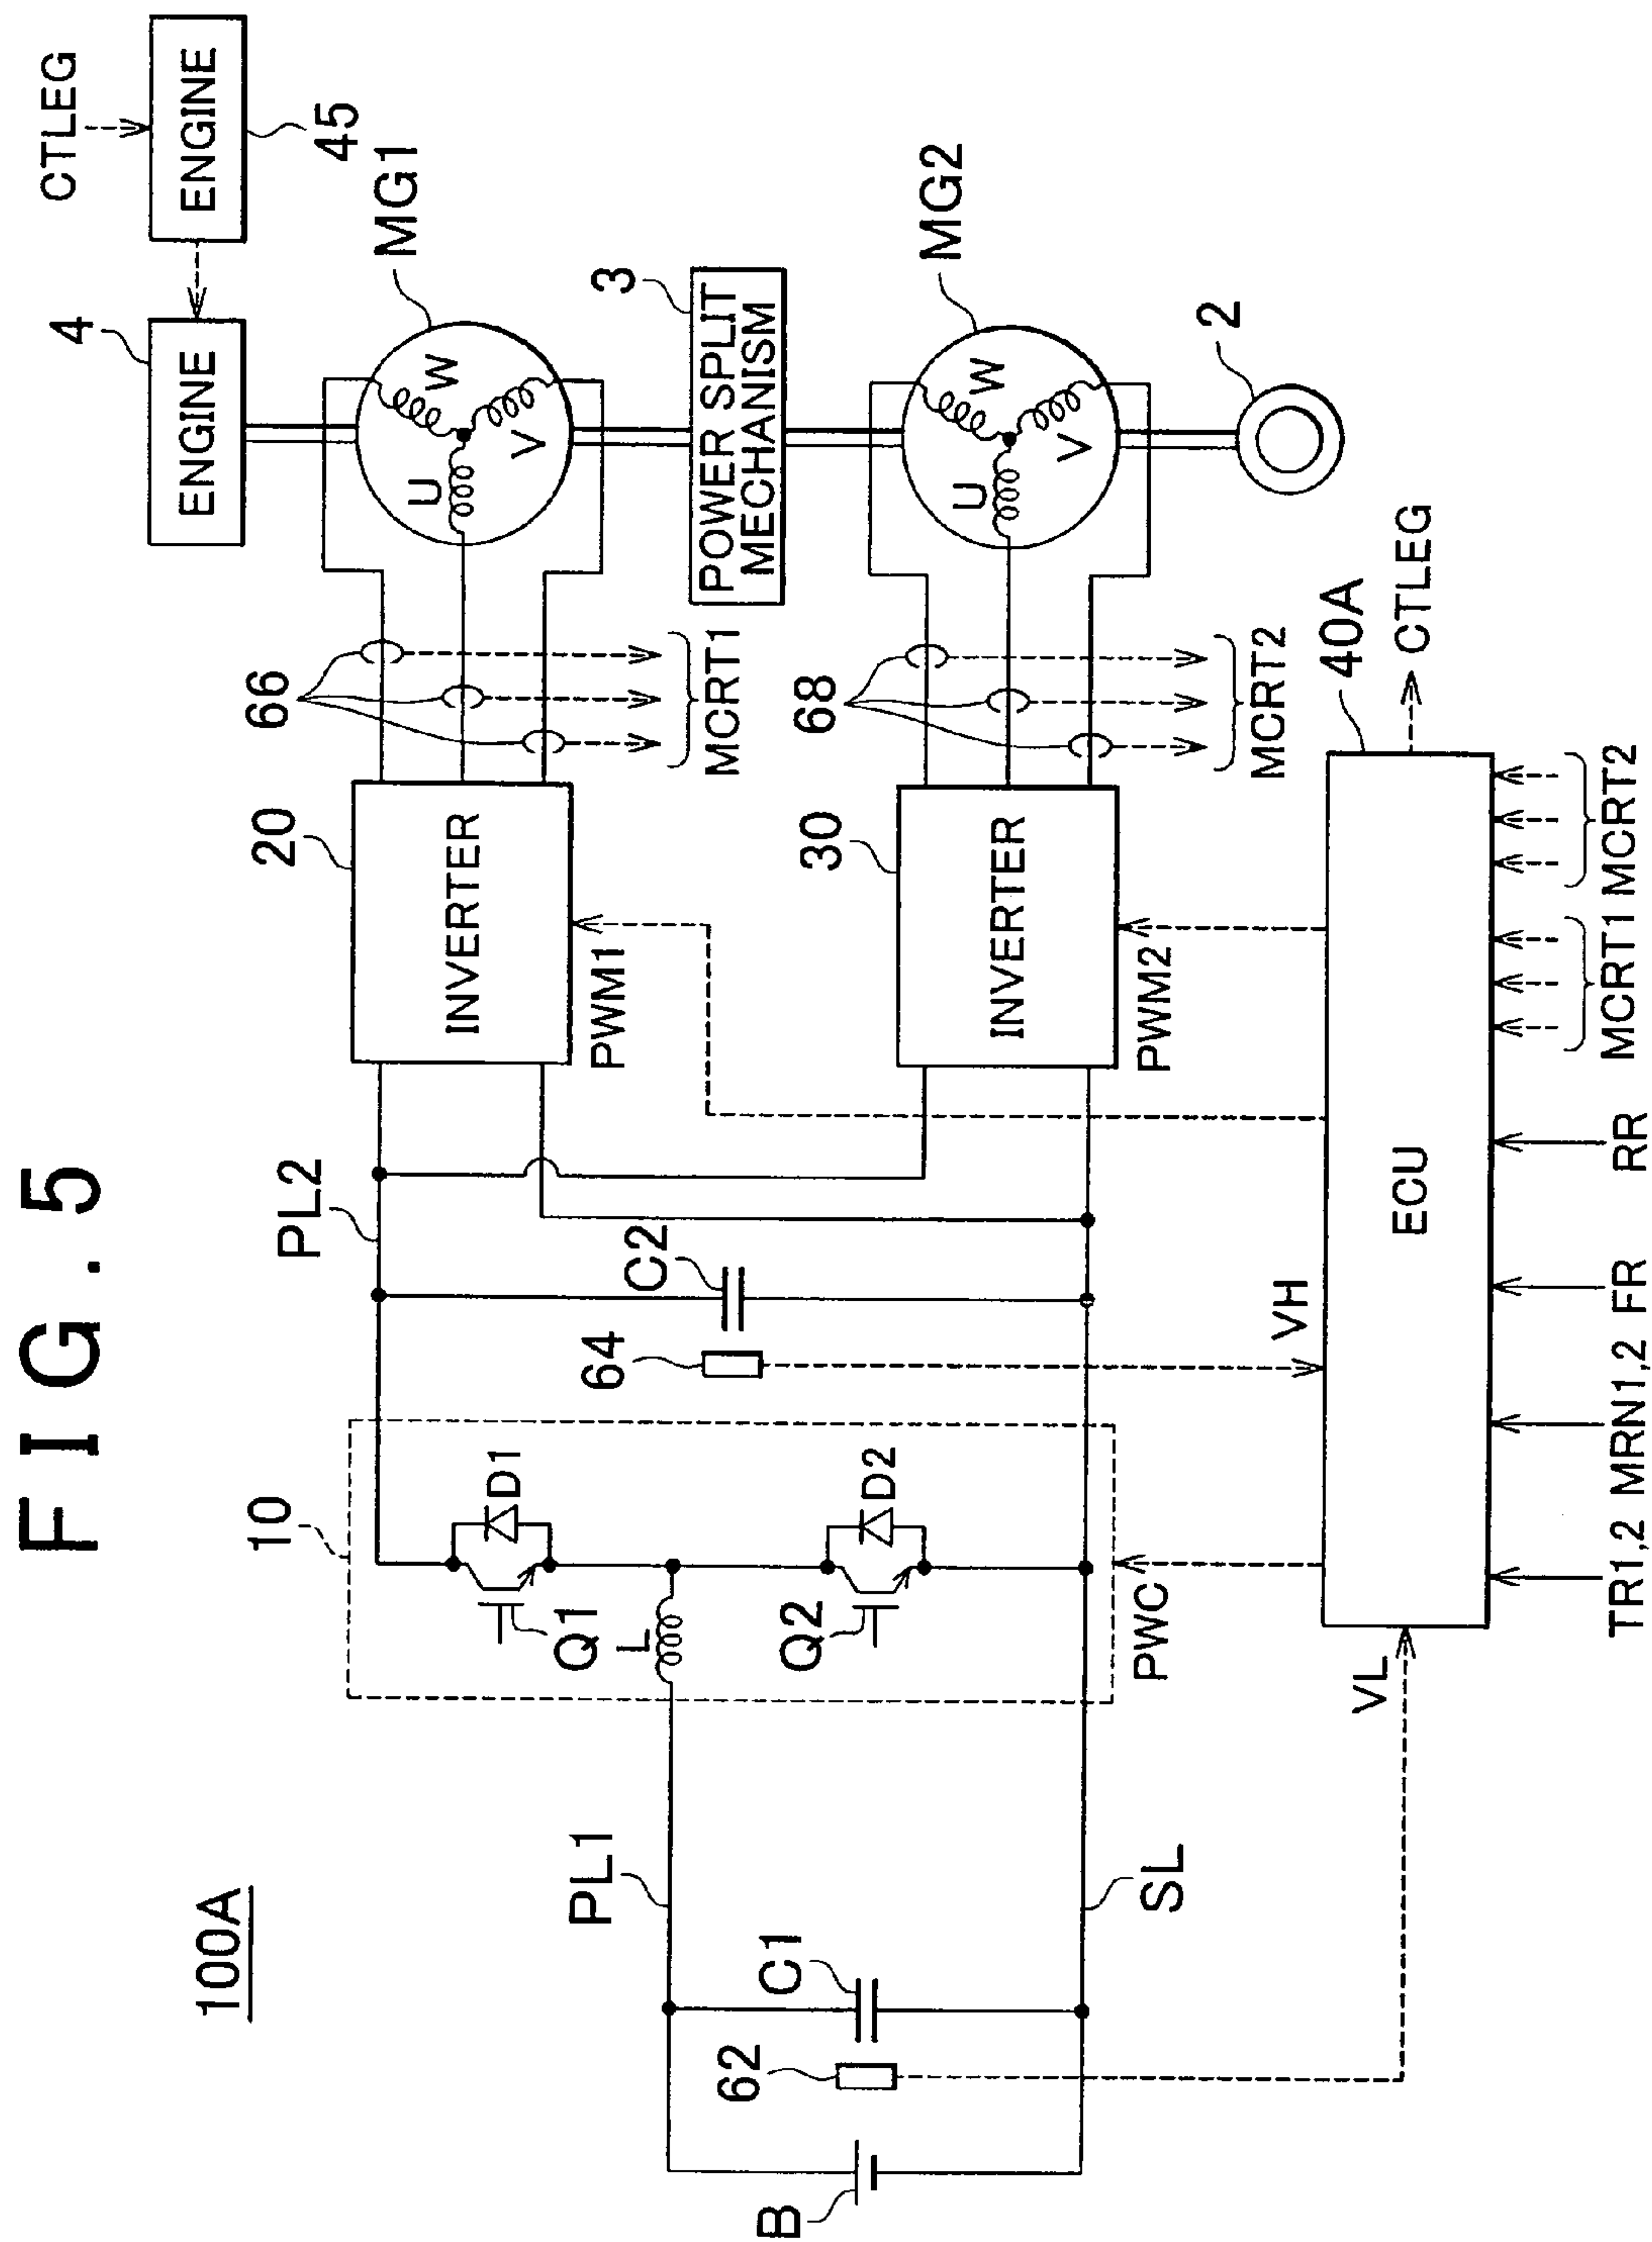 FIG. 5
100A
CTLEG
ENGINE
45
4
ENGINE
MG1
U
V
W
66
MCRT1
20
INVERTER
PWM1
PL2
3
POWER SPLIT
MECHANISM
MG2
U
V
W
2
68
MCRT2
30
INVERTER
PWM2
C2
64
VH
10
D1
Q1
L
D2
Q2
PWC
PL1
SL
C1
62
B
VL
40A
ECU
CTLEG
TR1,2
MRN1,2
FR
RR
MCRT1
MCRT2